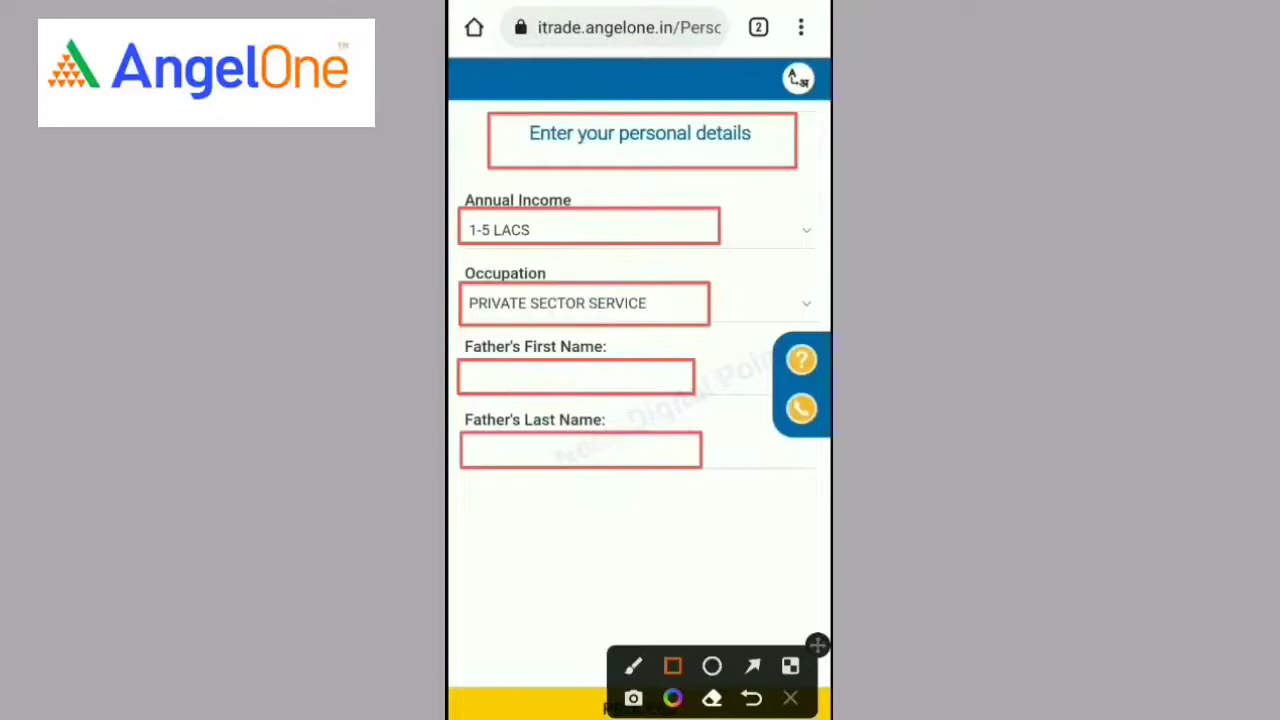 AngelOne™
2
itrade.angelone.in/Persc
Enter your personal details
Annual Income
1-5 LACS
Occupation
PRIVATE SECTOR SERVICE
Father's First Name:
Father's Last Name: